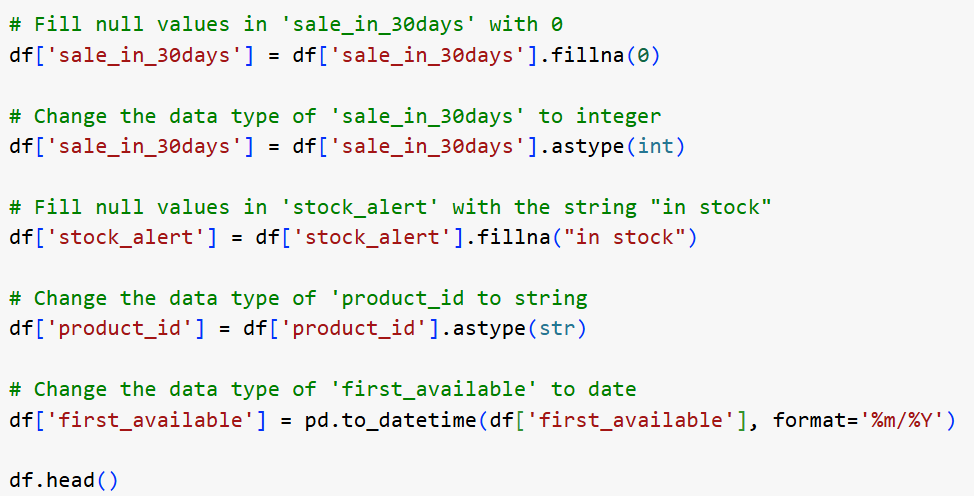 # Fill null values in 'sale_in_30days' with 0
df['sale_in_30days'] = df['sale_in_30days'].fillna(0)
# Change the data type of 'sale_in_30days' to integer
df['sale_in_30days'] = df['sale_in_30days'].astype(int)
# Fill null values in 'stock_alert' with the string "in stock"
df['stock_alert'] = df['stock_alert'].fillna("in stock")
# Change the data type of 'product_id to string
df['product_id'] = df['product_id'].astype(str)
# Change the data type of 'first_available' to date
df['first_available'] = pd.to_datetime(df['first_available'], format='%m/%Y')
df.head()